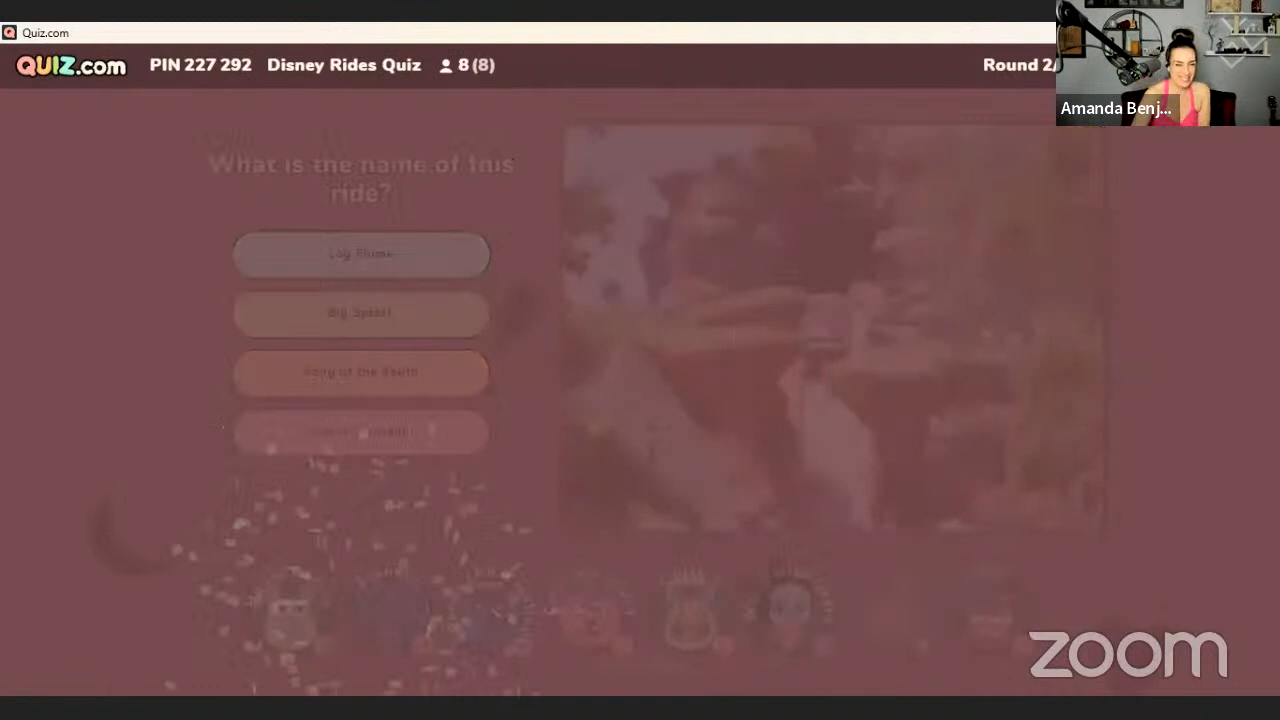 Quiz.com
QUIZ.com PIN 227 292 Disney Rides Quiz 8 (8) Round 2/
Amanda Benj...
What is the name of this
ride?
Log Flume
Big Splash
Song of the South
zoom